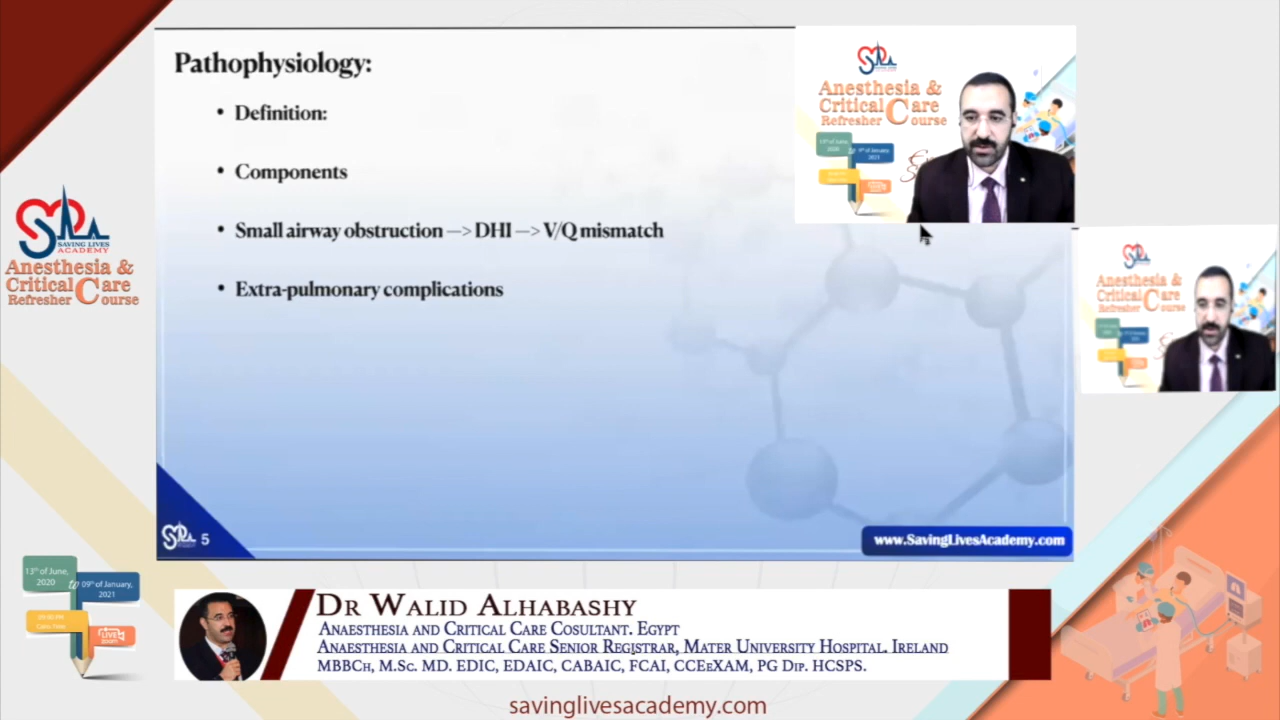 Pathophysiology:
• Definition:
• Components
• Small airway obstruction —> DHI —> V/Q mismatch
• Extra-pulmonary complications
5
www.SavingLivesAcademy.com
Anesthesia &
Critical Care
Refresher Course
Anesthesia &
Critical Care
Refresher Course
SAVING LIVES
ACADEMY
Anesthesia &
Critical Care
Refresher Course
13th of June,
2020
09th of January,
2021
LIVE
zoom
DR WALID ALHABASHY
ANAESTHESIA AND CRITICAL CARE COSULTANT. EGYPT
ANAESTHESIA AND CRITICAL CARE SENIOR REGISTRAR, MATER UNIVERSITY HOSPITAL. IRELAND
MBBCH, M.SC. MD. EDIC, EDAIC, CABAIC, FCAI, CCEEXAM, PG DIP. HCSPS.
savinglivesacademy.com